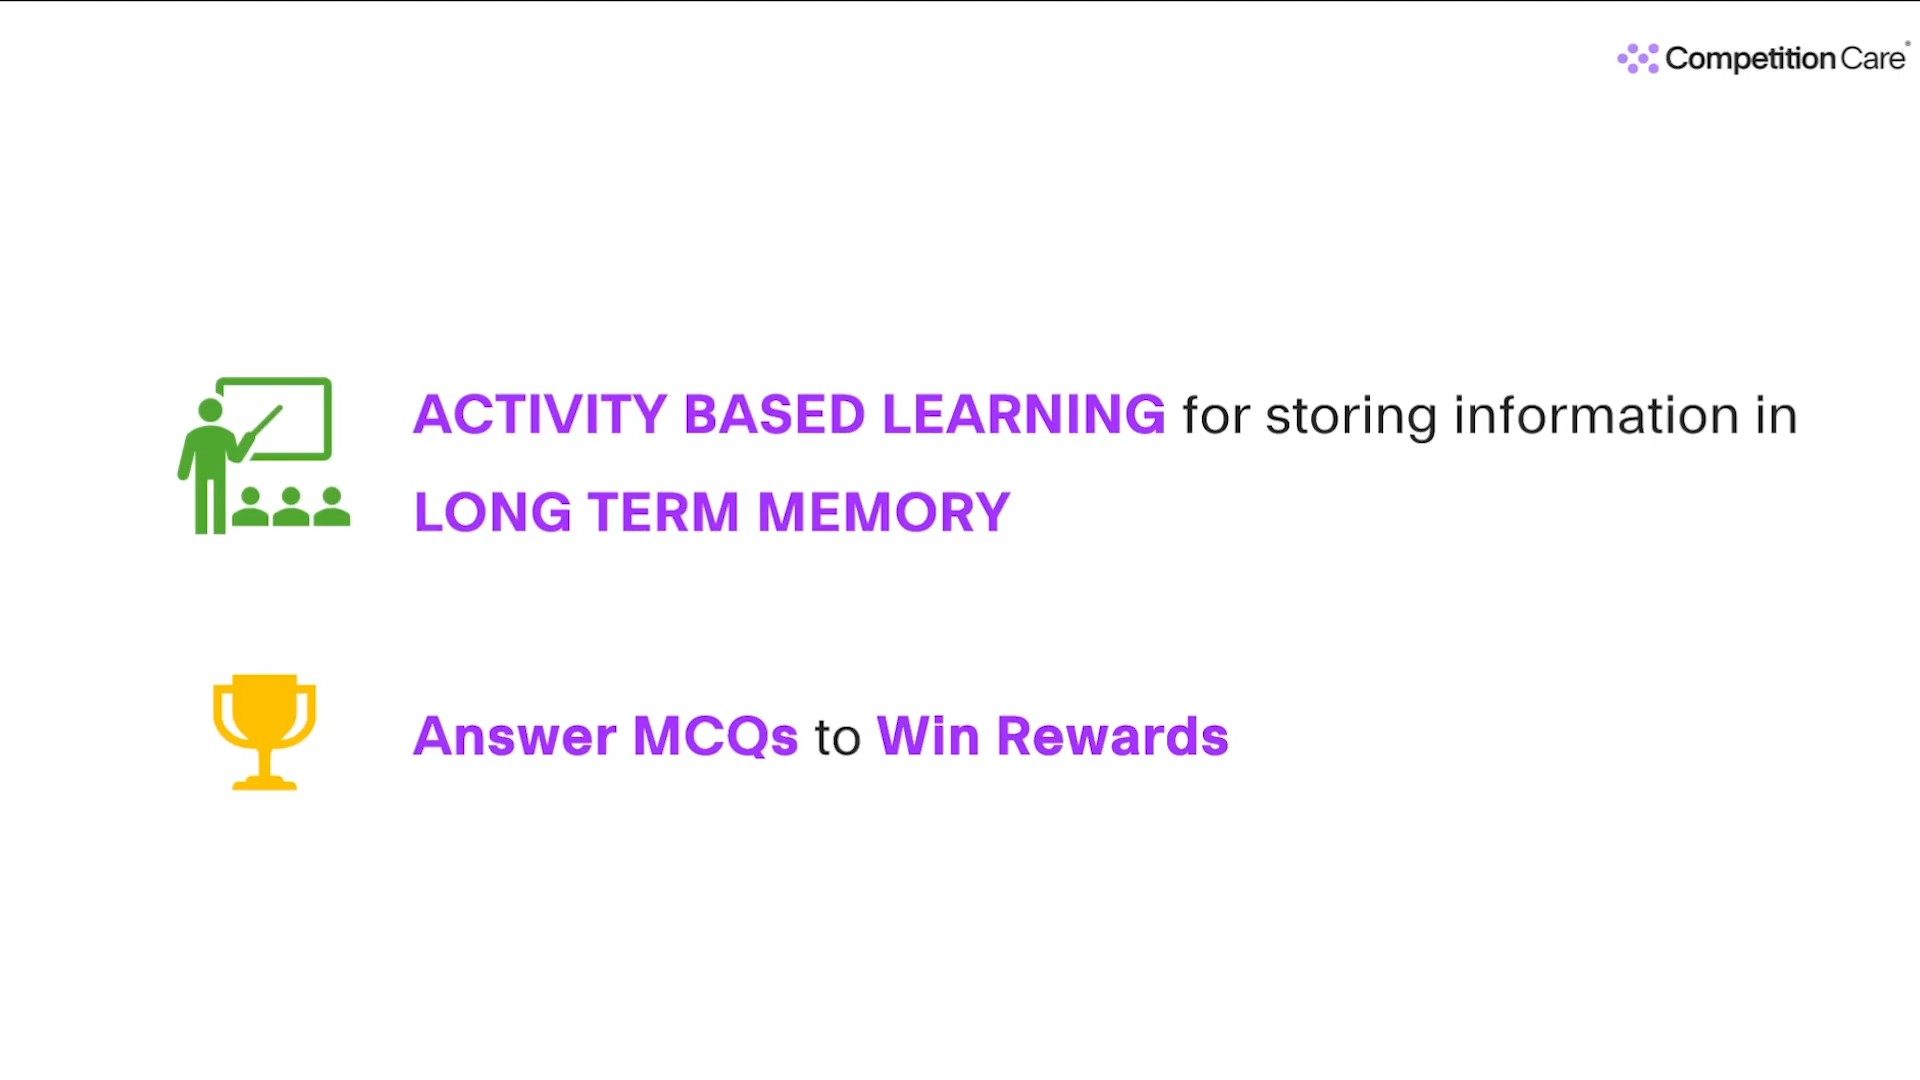 Competition Care
ACTIVITY BASED LEARNING for storing information in
LONG TERM MEMORY
Answer MCQs to Win Rewards